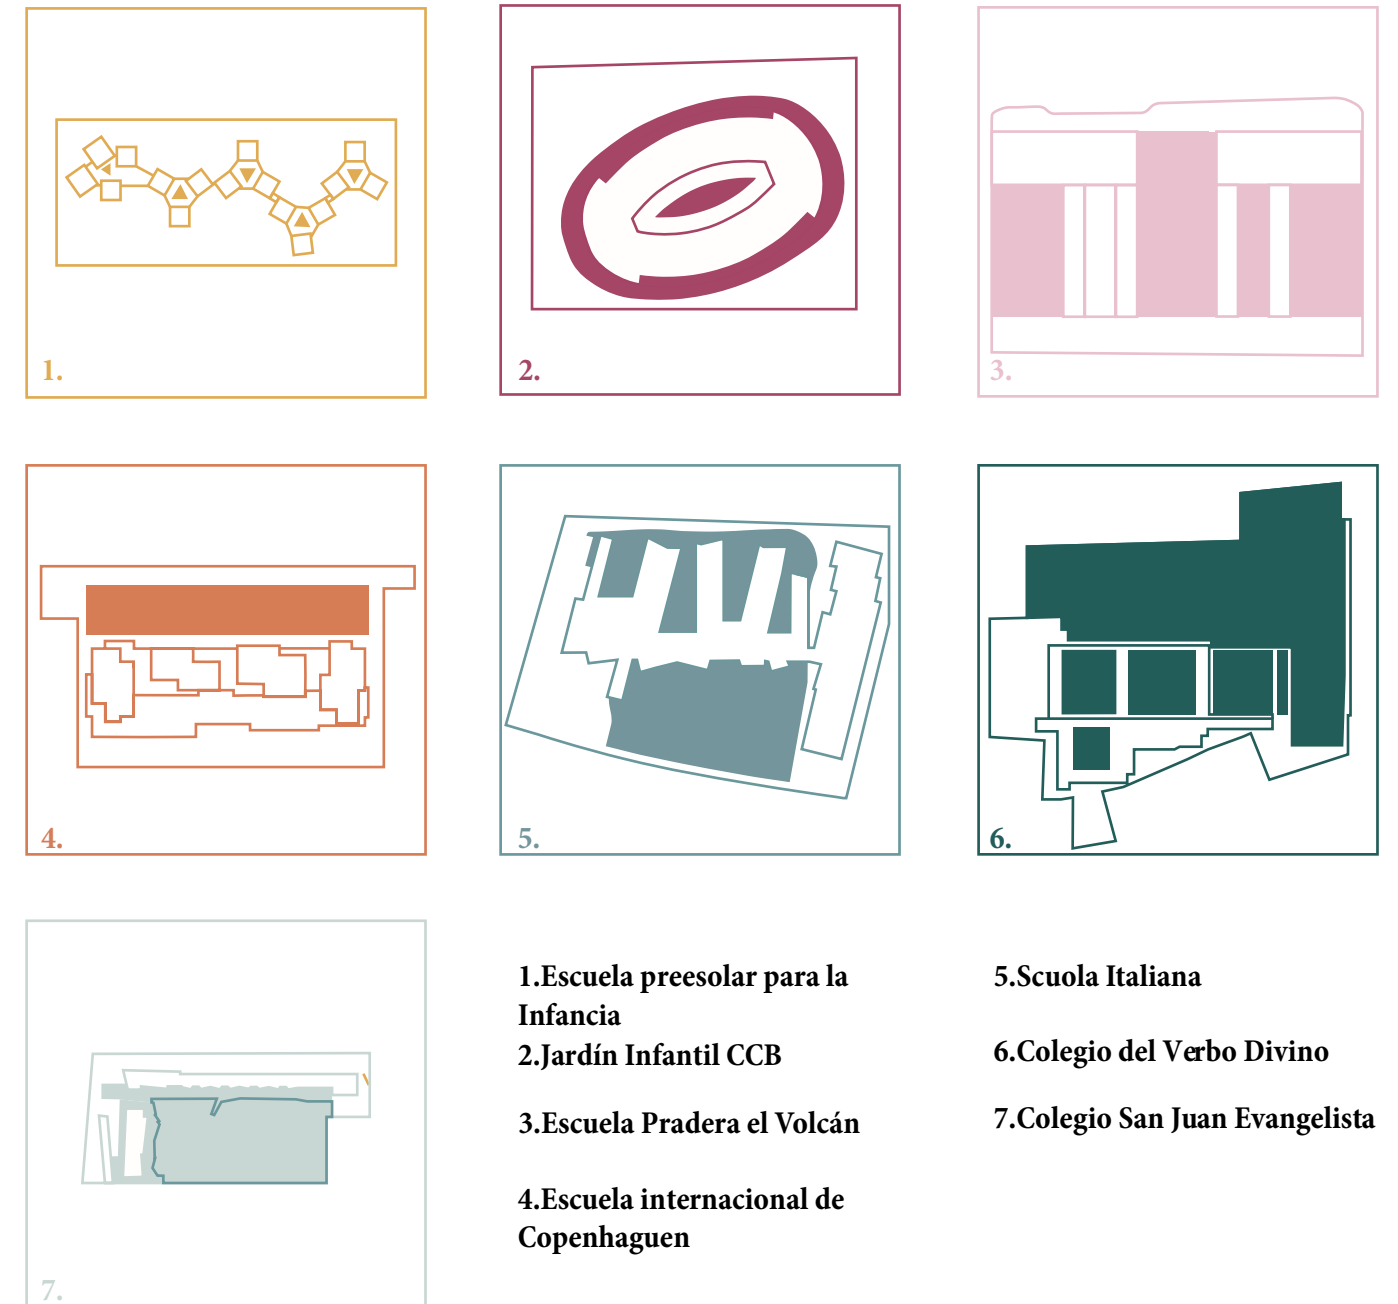 1.
2.
3.
4.
5.
6.
7.
1.Escuela preesolar para la
Infancia
2.Jardín Infantil CCB
3.Escuela Pradera el Volcán
4.Escuela internacional de
Copenhaguen
5.Scuola Italiana
6.Colegio del Verbo Divino
7.Colegio San Juan Evangelista